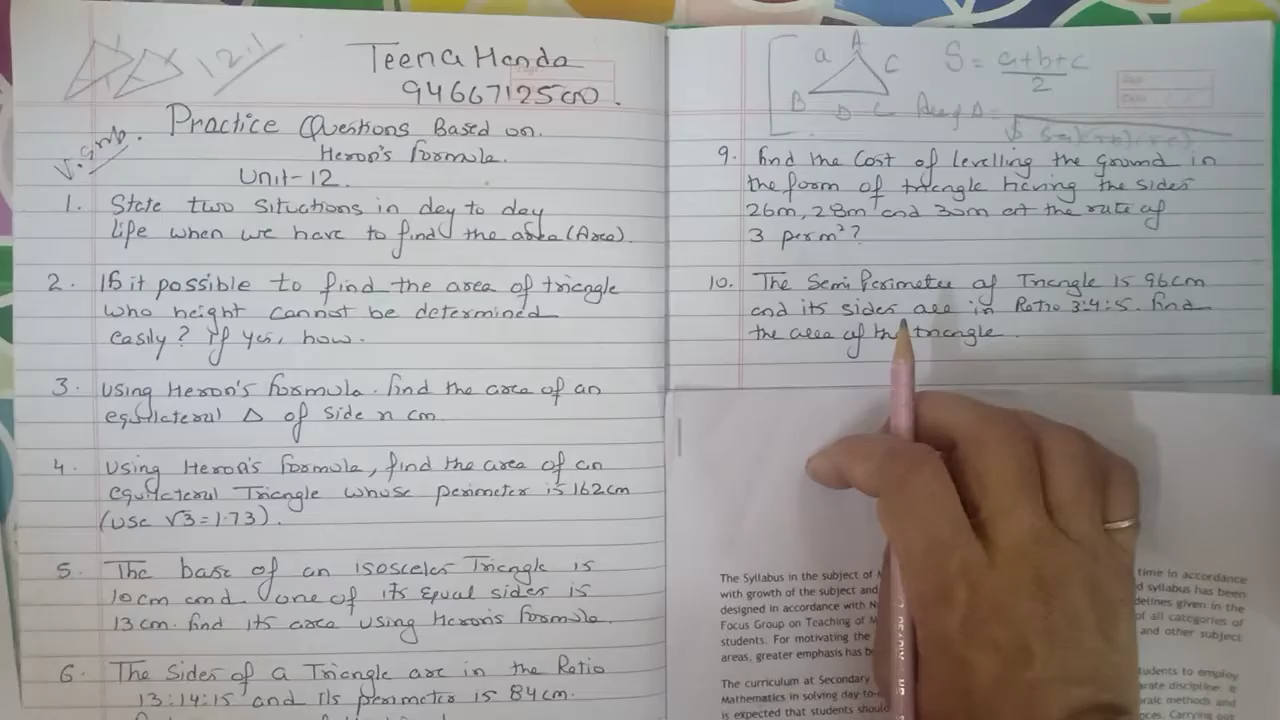 12.1
Teena Handa
9466712500.
V.Imb.
Practice Questions Based on.
Heron's formula.
Unit-12.
1. State two situctions in dey to dey
life when we have to find the area (Area).
2. Is it possible to find the area of triengle
who height cannot be determined
easily? If yes, how.
3. using Heron's formula. find the area of an
equilateral Δ of side n cm
4. using Heron's formula, find the area of an
equilateral Triangle whose perimeter is 162cm
(use √3=1.73).
5. The base of an isosceles Triangle is
10cm and one of its Equal sides is
13cm. find its area using Heron's formula.
6. The Sides of a Triangle are in the Ratio
13:14:15 and its perimeter is 84cm.
A
a c S = a+b+c
2
B D C Area of Δ =
9. find the Cost of levelling the ground in
the form of triangle having the sides
26m, 28m and 30m at the rate of
3 per m²?
10. The Semi Perimeter of Triangle is 96cm
and its sides are in Ratio 3:4:5. find
the area of the triangle.
The Syllabus in the subject of
time in accordance
with growth of the subject and
d syllabus has been
designed in accordance with
delines given in the
Focus Group on Teaching of
of all categories of
students. For motivating the
and other subject
areas, greater emphasis has
The curriculum at Secondary
tudents to employ
Mathematics in solving day-to-
arate discipline. It
is expected that students should